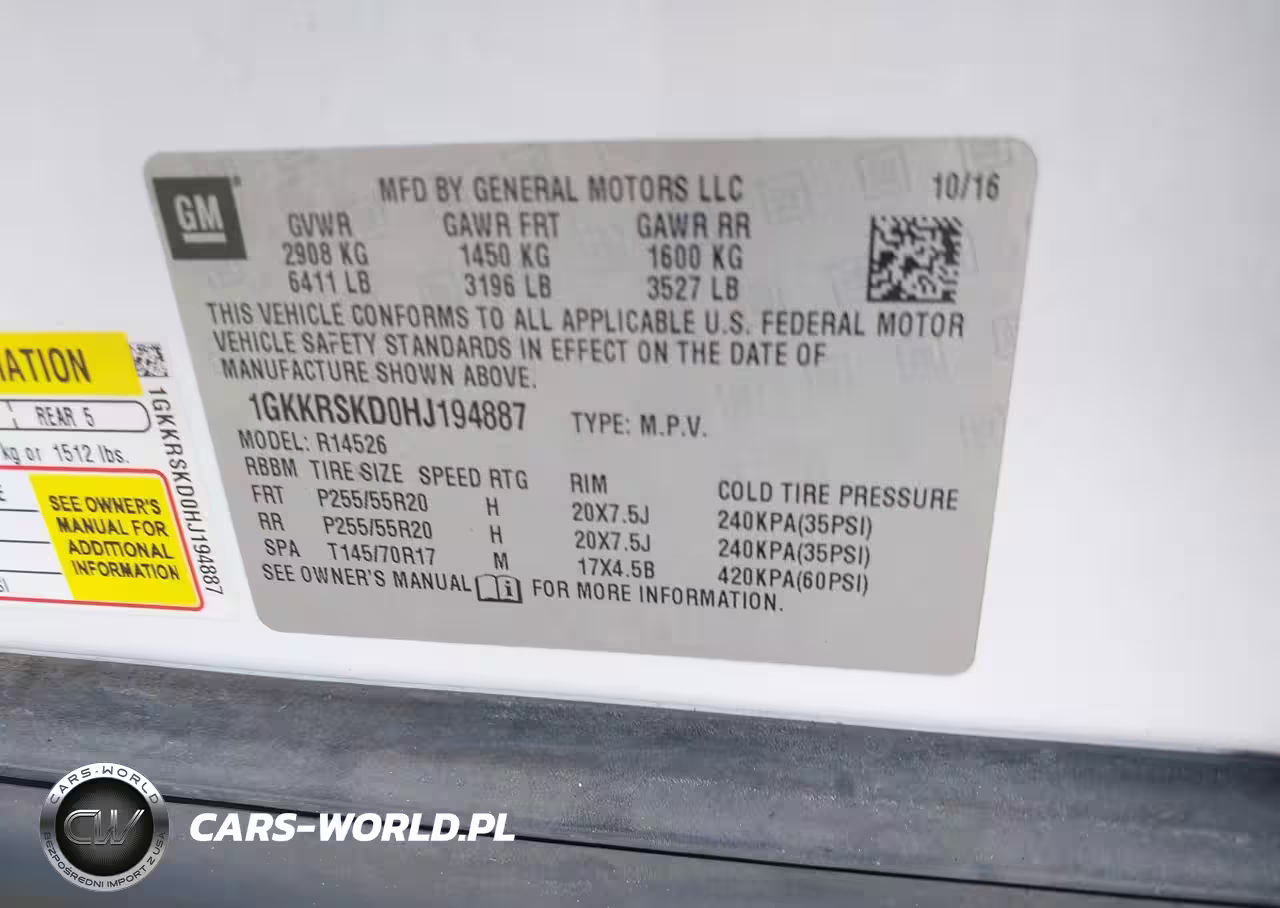 GM
MFD BY GENERAL MOTORS LLC 10/16
GVWR GAWR FRT GAWR RR
2908 KG 1450 KG 1600 KG
6411 LB 3196 LB 3527 LB
THIS VEHICLE CONFORMS TO ALL APPLICABLE U.S. FEDERAL MOTOR
VEHICLE SAFETY STANDARDS IN EFFECT ON THE DATE OF
MANUFACTURE SHOWN ABOVE.
1GKKRSKD0HJ194887 TYPE: M.P.V.
MODEL: R14526
RBBM TIRE SIZE SPEED RTG RIM COLD TIRE PRESSURE
FRT P255/55R20 H 20X7.5J 240KPA(35PSI)
RR P255/55R20 H 20X7.5J 240KPA(35PSI)
SPA T145/70R17 M 17X4.5B 420KPA(60PSI)
SEE OWNER'S MANUAL FOR MORE INFORMATION.
REAR 5
kg or 1512 lbs.
SEE OWNER'S
MANUAL FOR
ADDITIONAL
INFORMATION
1GKKRSKD0HJ194887
CARS-WORLD
CW
BEZPOŚREDNI IMPORT Z USA
CARS-WORLD.PL